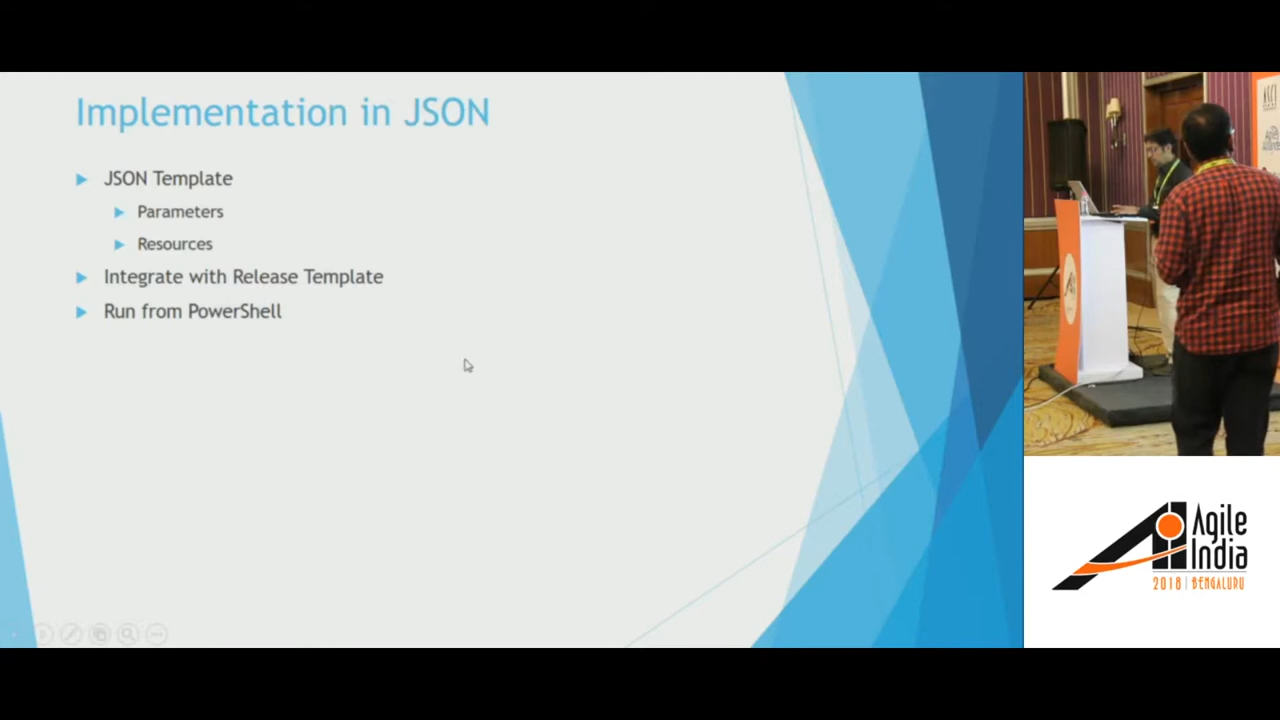 Implementation in JSON
JSON Template
Parameters
Resources
Integrate with Release Template
Run from PowerShell
Agile
India
2018 | BENGALURU